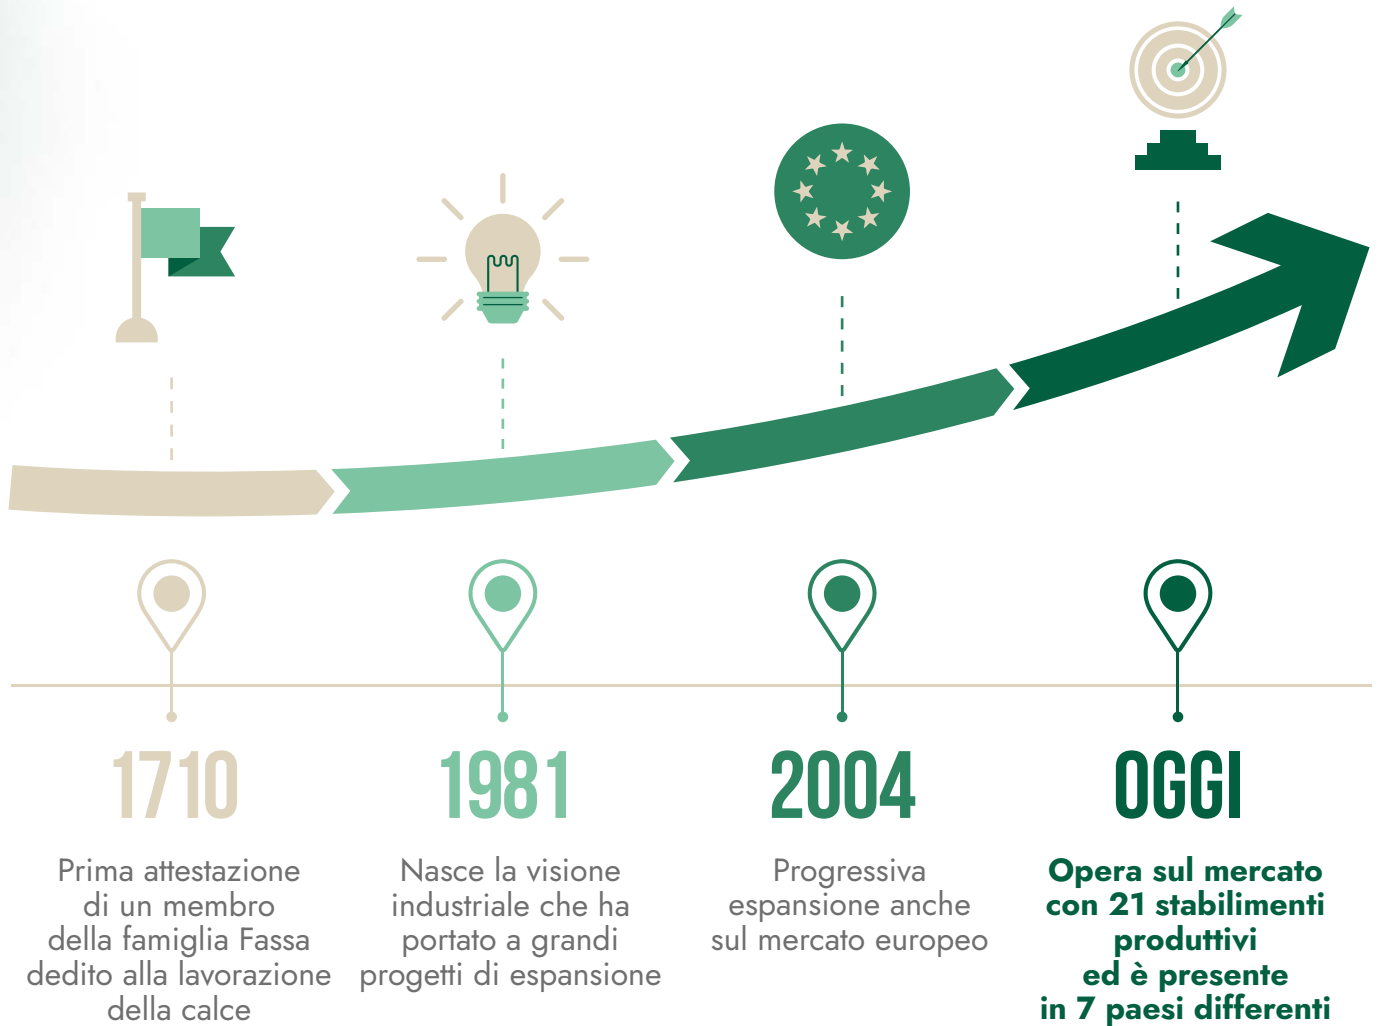 1710
Prima attestazione
di un membro
della famiglia Fassa
dedito alla lavorazione
della calce
1981
Nasce la visione
industriale che ha
portato a grandi
progetti di espansione
2004
Progressiva
espansione anche
sul mercato europeo
OGGI
Opera sul mercato
con 21 stabilimenti
produttivi
ed è presente
in 7 paesi differenti